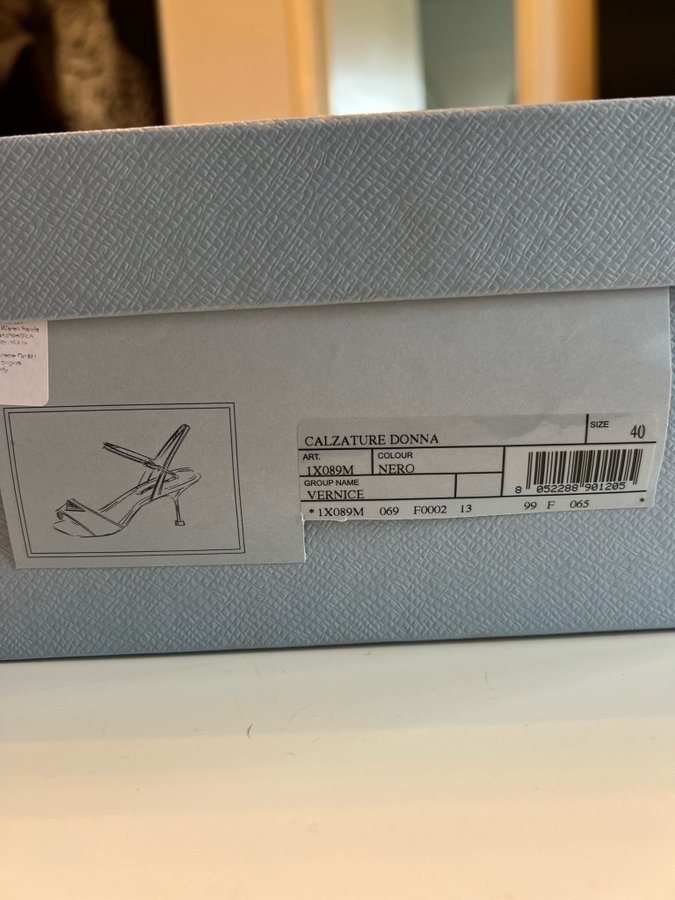 CALZATURE DONNA
SIZE 40
ART. 1X089M
COLOUR NERO
GROUP NAME
VERNICE
8 052288 901205
*1X089M 069 F0002 13 99 F 065 *